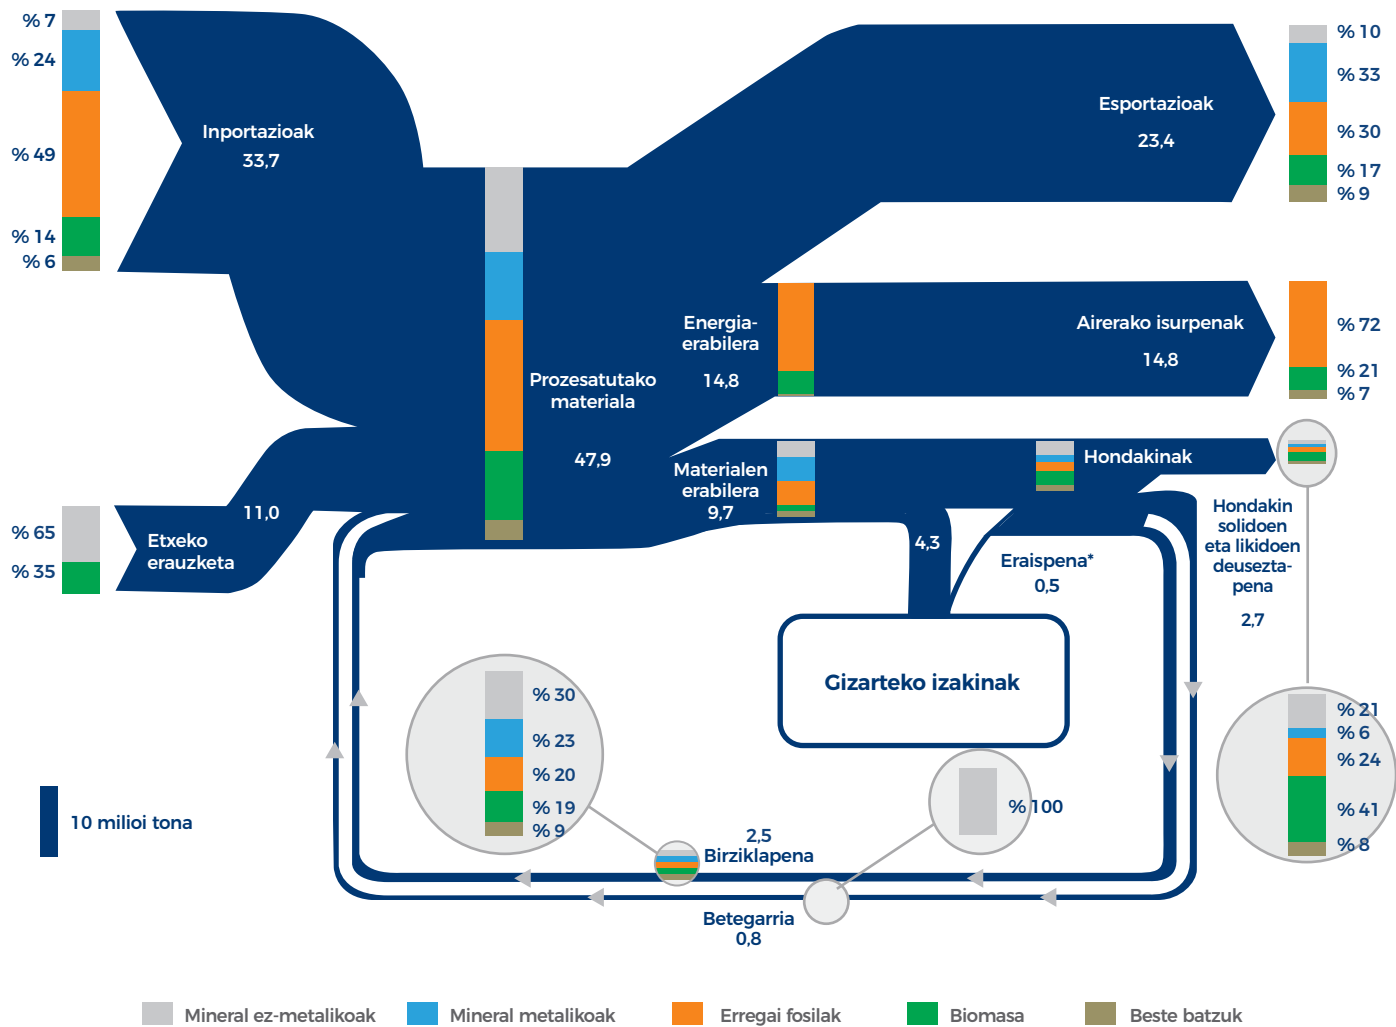 % 7
% 24
% 49
% 14
% 6
Inportazioak
33,7
% 65
% 35
Etxeko
erauzketa
11,0
Prozesatutako
materiala
47,9
Energia-
erabilera
14,8
Materialen
erabilera
9,7
Esportazioak
23,4
% 10
% 33
% 30
% 17
% 9
Airerako isurpenak
14,8
% 72
% 21
% 7
Hondakinak
Hondakin
solidoen
eta likidoen
deusezta-
pena
2,7
4,3
Eraispena*
0,5
Gizarteko izakinak
% 30
% 23
% 20
% 19
% 9
% 100
% 21
% 6
% 24
% 41
% 8
10 milioi tona
2,5
Birziklapena
Betegarria
0,8
Mineral ez-metalikoak
Mineral metalikoak
Erregai fosilak
Biomasa
Beste batzuk